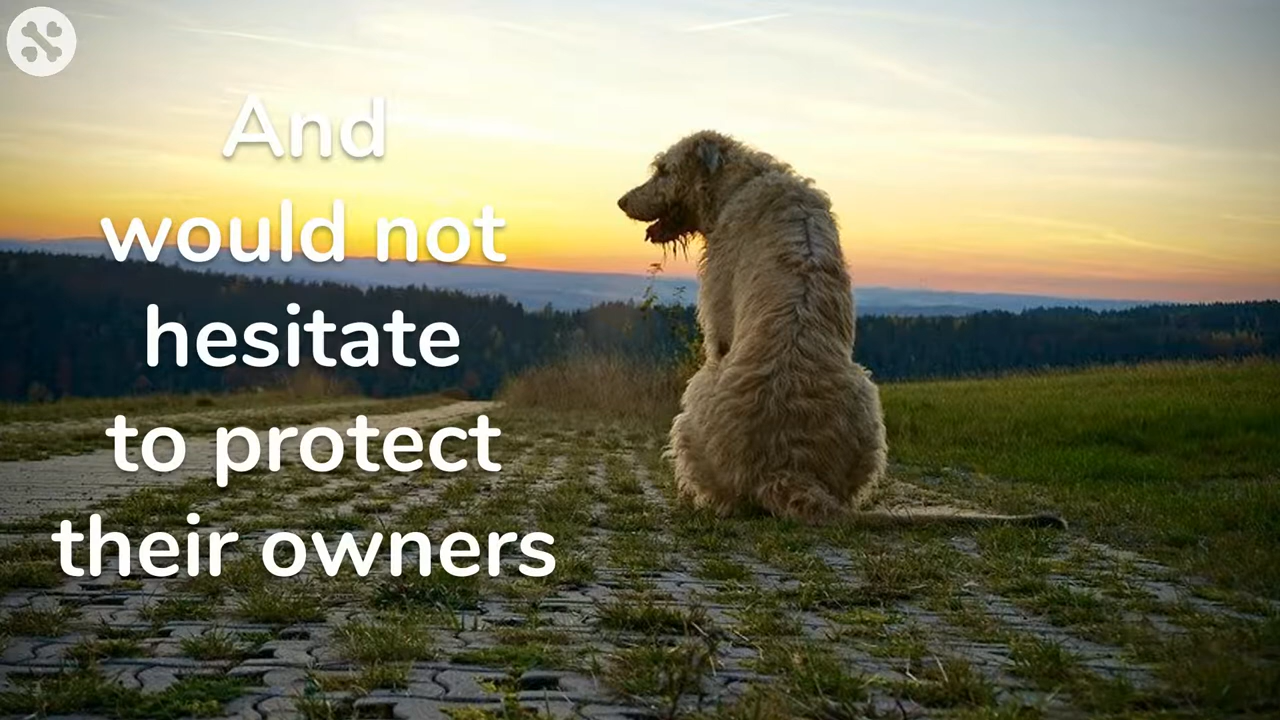 And
would not
hesitate
to protect
their owners